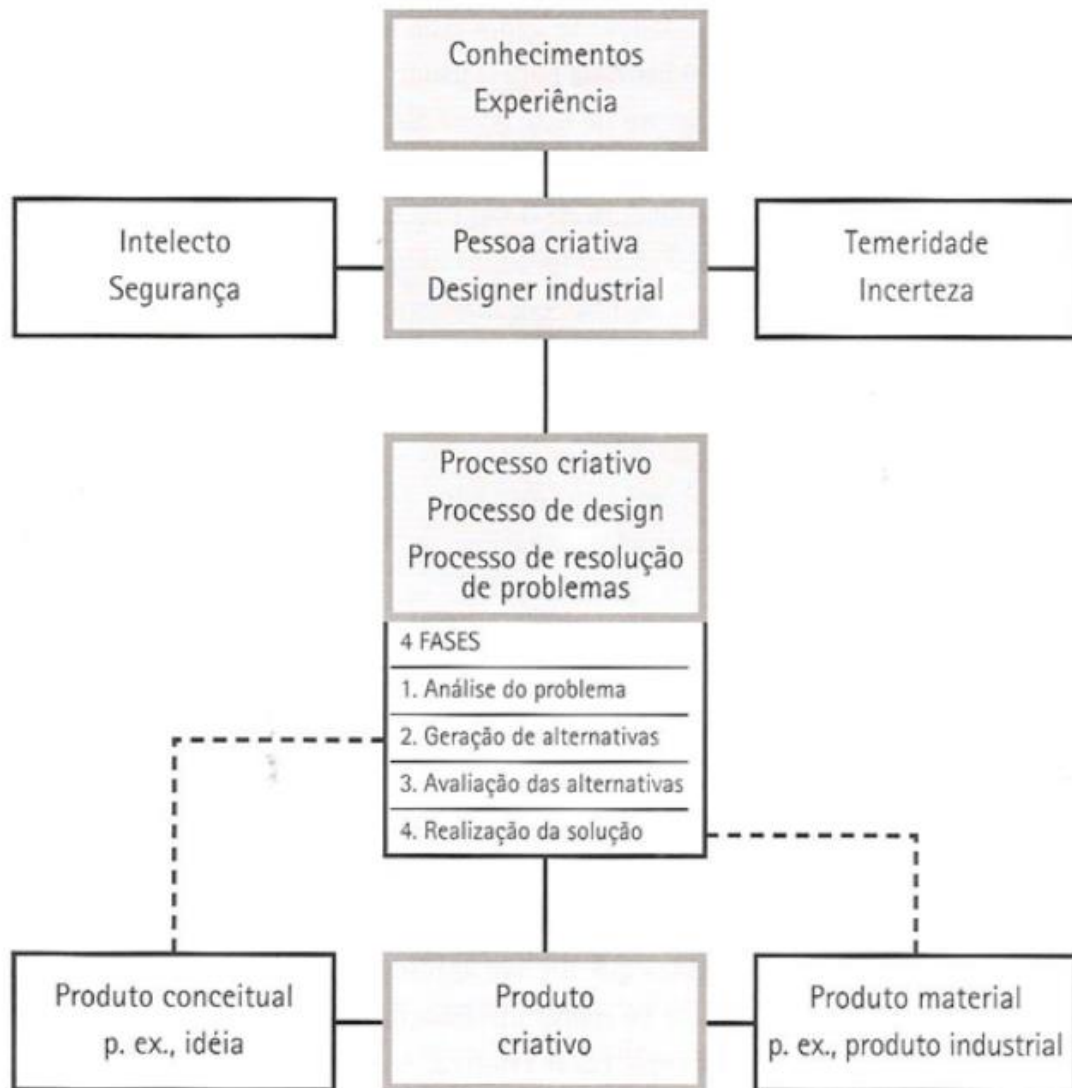 Conhecimentos
Experiência
Intelecto
Segurança
Pessoa criativa
Designer industrial
Temeridade
Incerteza
Processo criativo
Processo de design
Processo de resolução
de problemas
4 FASES
1. Análise do problema
2. Geração de alternativas
3. Avaliação das alternativas
4. Realização da solução
Produto conceitual
p. ex., idéia
Produto
criativo
Produto material
p. ex., produto industrial